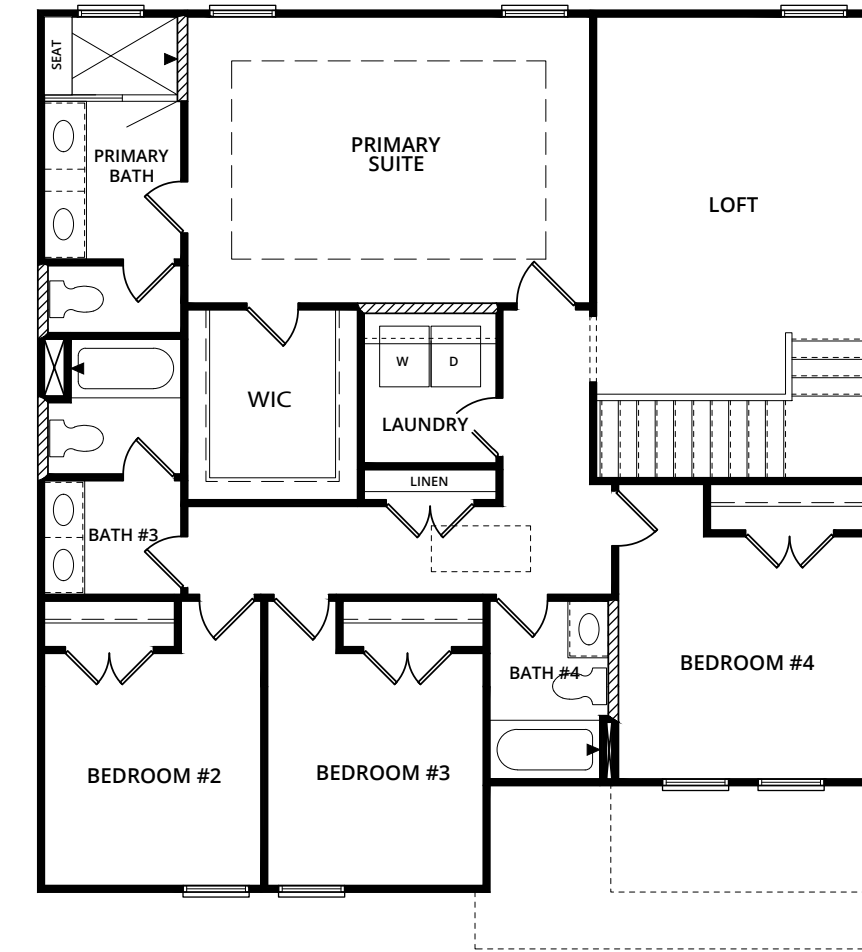 SEAT
PRIMARY
BATH
PRIMARY
SUITE
LOFT
WIC
W
D
LAUNDRY
LINEN
BATH #3
BEDROOM #4
BATH #4
BEDROOM #2
BEDROOM #3